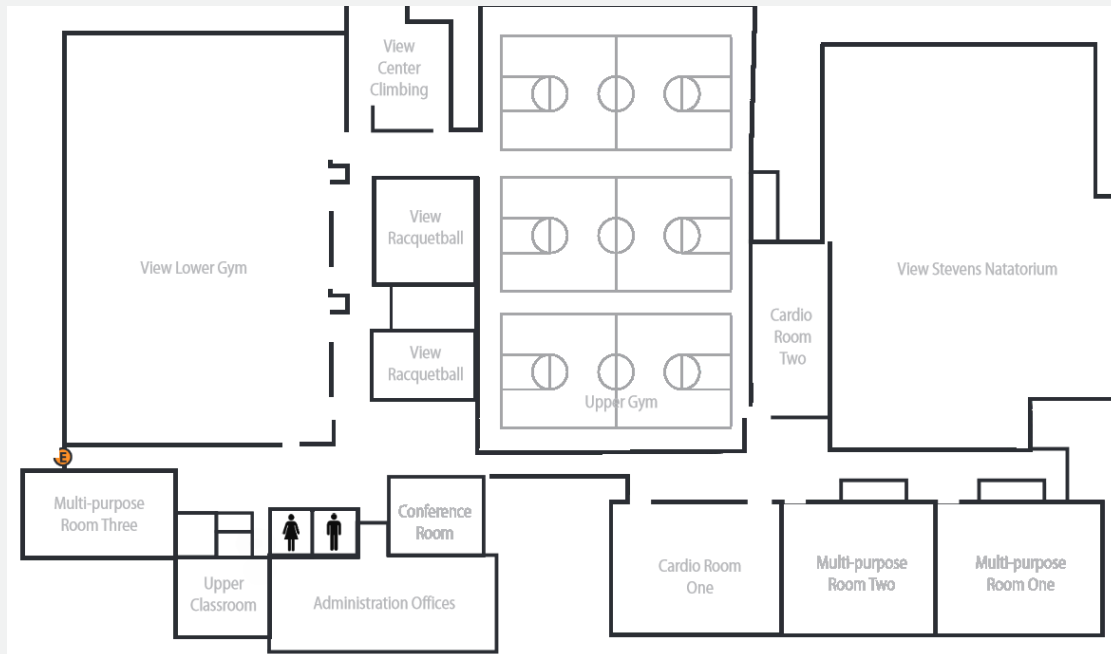 View
Center
Climbing
View
Racquetball
View Lower Gym
View Stevens Natatorium
Cardio
Room
Two
View
Racquetball
Upper Gym
E
Multi-purpose
Room Three
Conference
Room
Cardio Room
One
Multi-purpose
Room Two
Multi-purpose
Room One
Upper
Classroom
Administration Offices